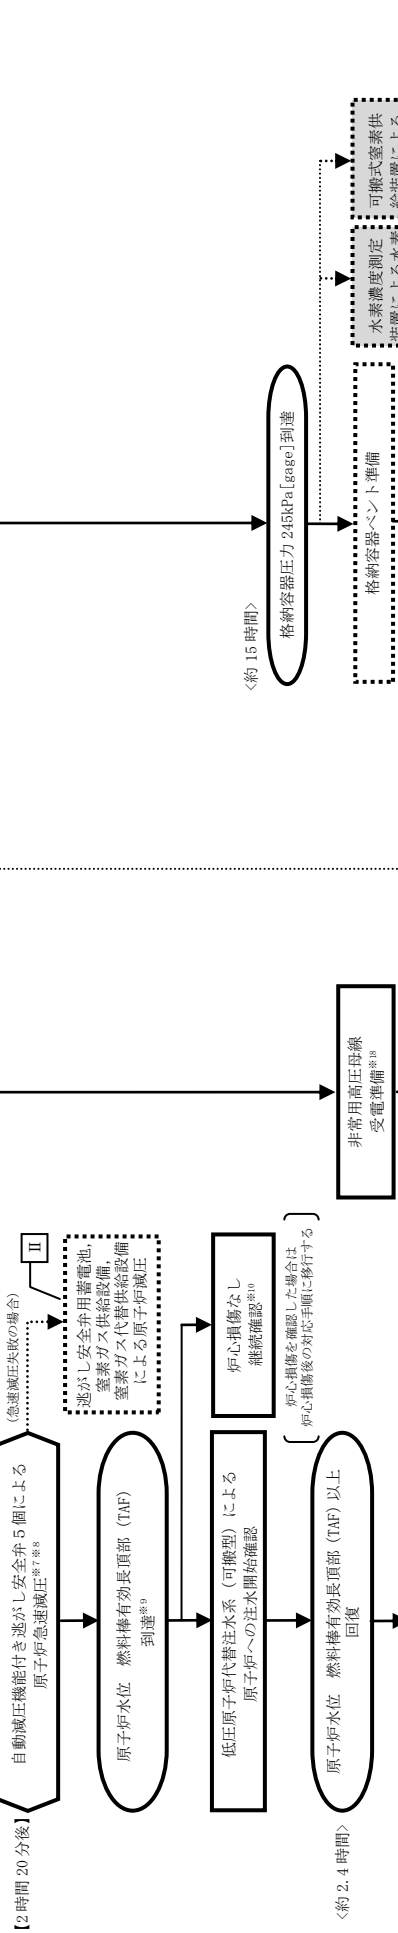 【2 時間 20 分後】
自動減圧機能付き逃がし安全弁５個による
原子炉急速減圧※７※８
（急速減圧失敗の場合）
Ⅱ
逃がし安全弁用蓄電池，
窒素ガス供給設備，
窒素ガス代替供給設備
による原子炉減圧
原子炉水位　燃料棒有効長頂部（TAF）
到達※９
低圧原子炉代替注水系（可搬型）による
原子炉への注水開始確認
炉心損傷なし
継続確認※10
炉心損傷を確認した場合は
炉心損傷後の対応手順に移行する
<約 2.4 時間>
原子炉水位　燃料棒有効長頂部（TAF）以上
回復
非常用高圧母線
受電準備※18
<約 15 時間>
格納容器圧力 245kPa[gage]到達
格納容器ベント準備
水素濃度測定
装置による水素
可搬式窒素供
給装置による